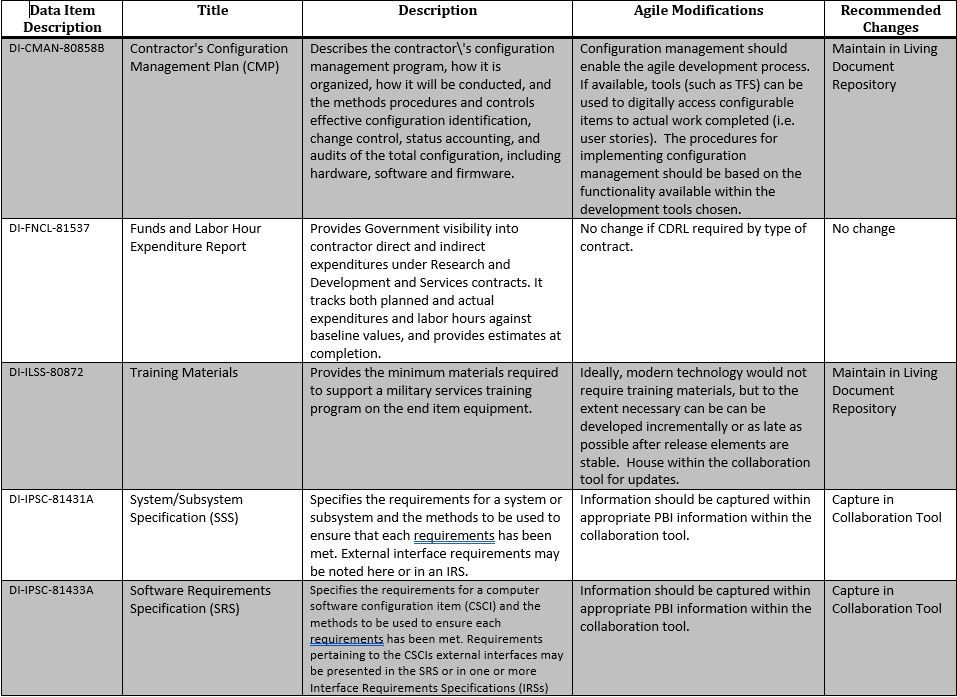 Data Item Description
Title
Description
Agile Modifications
Recommended Changes
DI-CMAN-80858B
Contractor's Configuration
Management Plan (CMP)
Describes the contractor\'s configuration
management program, how it is
organized, how it will be conducted, and
the methods procedures and controls
effective configuration identification,
change control, status accounting, and
audits of the total configuration, including
hardware, software and firmware.
Configuration management should
enable the agile development process.
If available, tools (such as TFS) can be
used to digitally access configurable
items to actual work completed (i.e.
user stories).  The procedures for
implementing configuration
management should be based on the
functionality available within the
development tools chosen.
Maintain in Living
Document
Repository
DI-FNCL-81537
Funds and Labor Hour
Expenditure Report
Provides Government visibility into
contractor direct and indirect
expenditures under Research and
Development and Services contracts. It
tracks both planned and actual
expenditures and labor hours against
baseline values, and provides estimates at
completion.
No change if CDRL required by type of
contract.
No change
DI-ILSS-80872
Training Materials
Provides the minimum materials required
to support a military services training
program on the end item equipment.
Ideally, modern technology would not
require training materials, but to the
extent necessary can be can be
developed incrementally or as late as
possible after release elements are
stable.  House within the collaboration
tool for updates.
Maintain in Living
Document
Repository
DI-IPSC-81431A
System/Subsystem
Specification (SSS)
Specifies the requirements for a system or
subsystem and the methods to be used to
ensure that each requirements has been
met. External interface requirements may
be noted here or in an IRS.
Information should be captured within
appropriate PBI information within the
collaboration tool.
Capture in
Collaboration Tool
DI-IPSC-81433A
Software Requirements
Specification (SRS)
Specifies the requirements for a computer
software configuration item (CSCI) and the
methods to be used to ensure each
requirements has been met. Requirements
pertaining to the CSCIs external interfaces may
be presented in the SRS or in one or more
Interface Requirements Specifications (IRSs)
Information should be captured within
appropriate PBI information within the
collaboration tool.
Capture in
Collaboration Tool